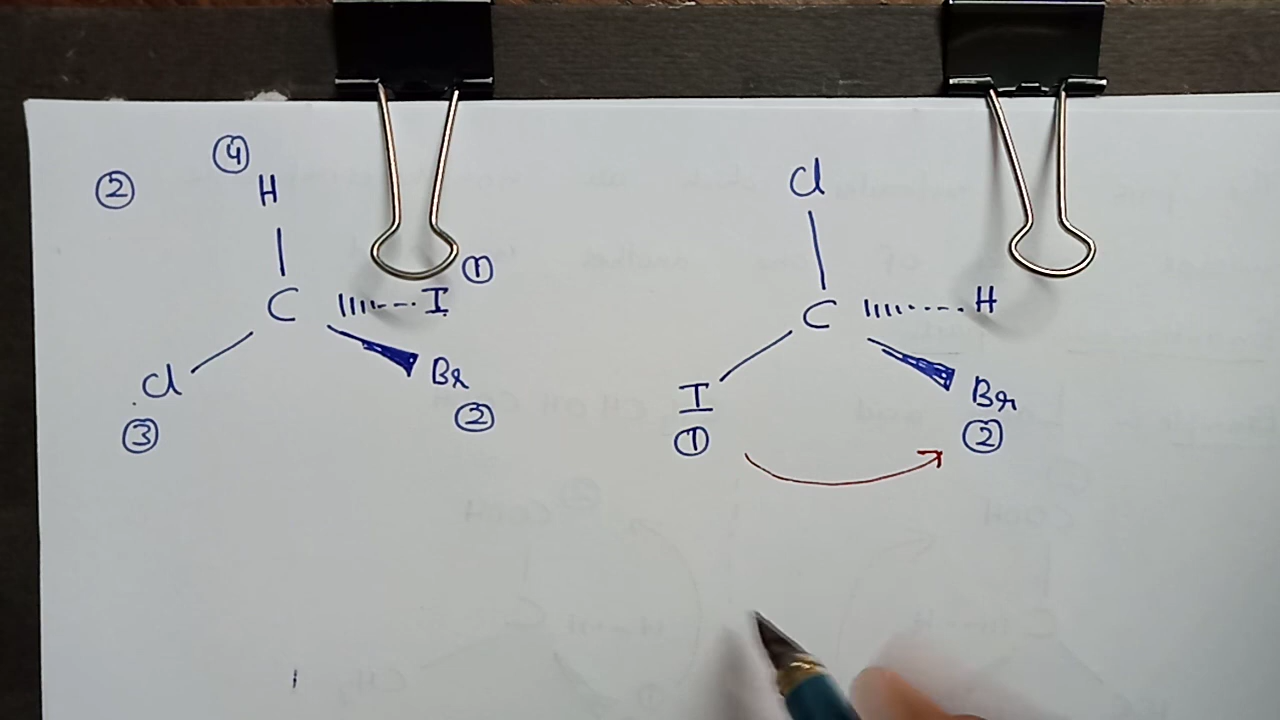 ④
② H Cl
①
C I C H
Cl Br I Br
③ ② ① ②